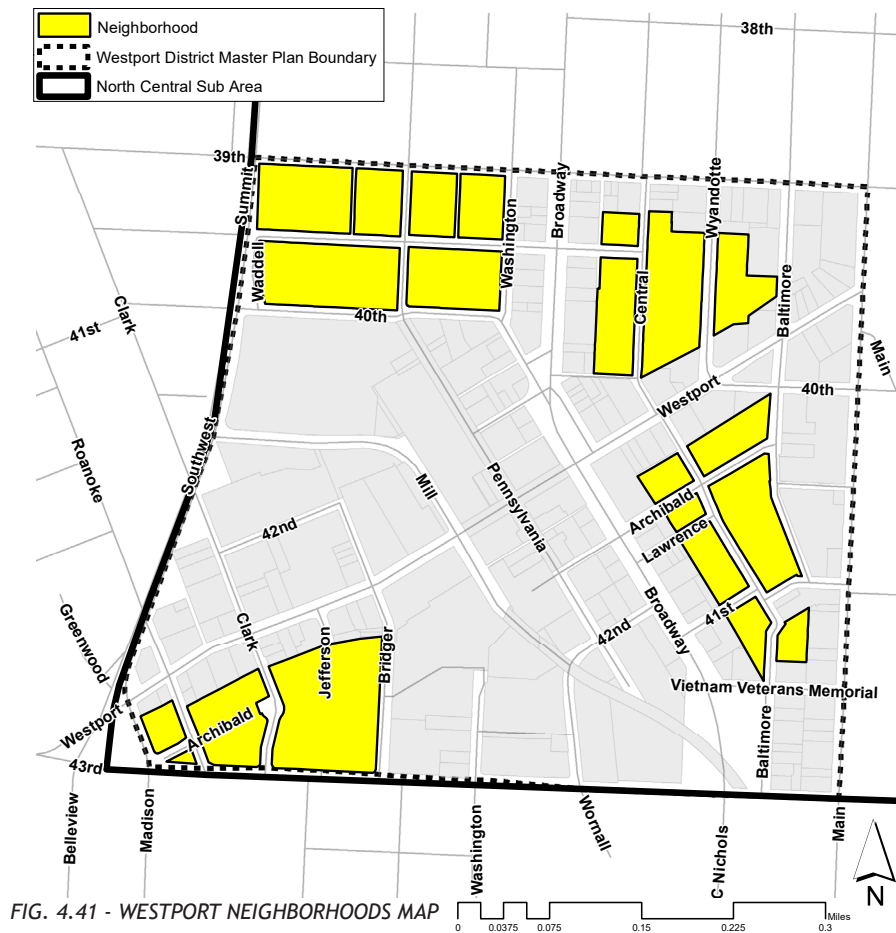 Neighborhood
Westport District Master Plan Boundary
North Central Sub Area
38th
39th
Summit
Waddell
Washington
Broadway
Wyandotte
Central
Baltimore
40th
41st
Clark
Main
Westport
40th
Southwest
Roanoke
Mill
Pennsylvania
Archibald
Lawrence
42nd
Greenwood
Clark
Jefferson
Bridger
42nd
Broadway
41st
Vietnam Veterans Memorial
Westport
Archibald
Baltimore
43rd
Belleview
Madison
Washington
Wornall
C Nichols
Main
N
FIG. 4.41 - WESTPORT NEIGHBORHOODS MAP
Miles
0 0.0375 0.075 0.15 0.225 0.3